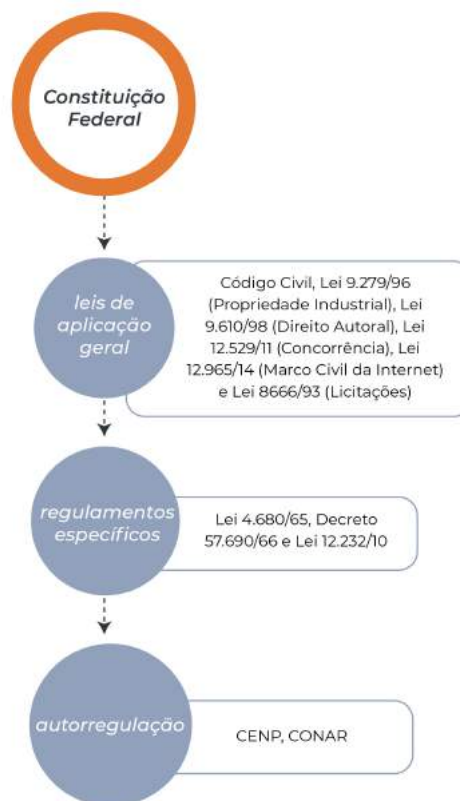 Constituição
Federal
leis de
aplicação
geral
Código Civil, Lei 9.279/96
(Propriedade Industrial), Lei
9.610/98 (Direito Autoral), Lei
12.529/11 (Concorrência), Lei
12.965/14 (Marco Civil da Internet)
e Lei 8666/93 (Licitações)
regulamentos
específicos
Lei 4.680/65, Decreto
57.690/66 e Lei 12.232/10
autorregulação
CENP, CONAR